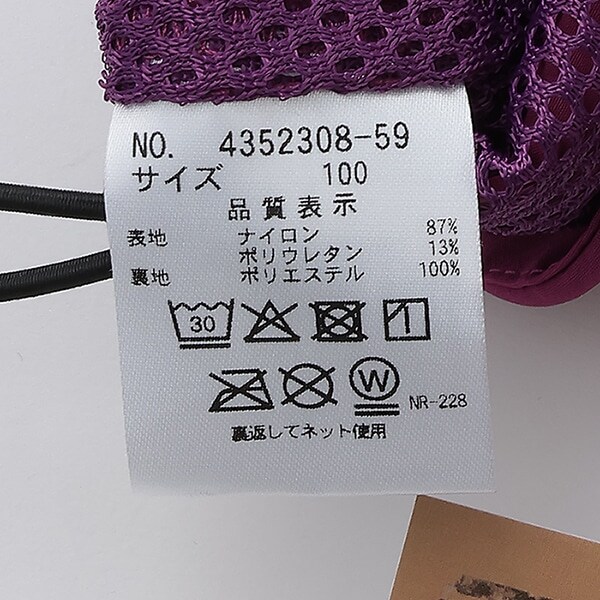 NO. 4352308-59
サイズ 100
品質表示
表地 ナイロン 87%
ポリウレタン 13%
裏地 ポリエステル 100%
30
W
NR-228
裏返してネット使用